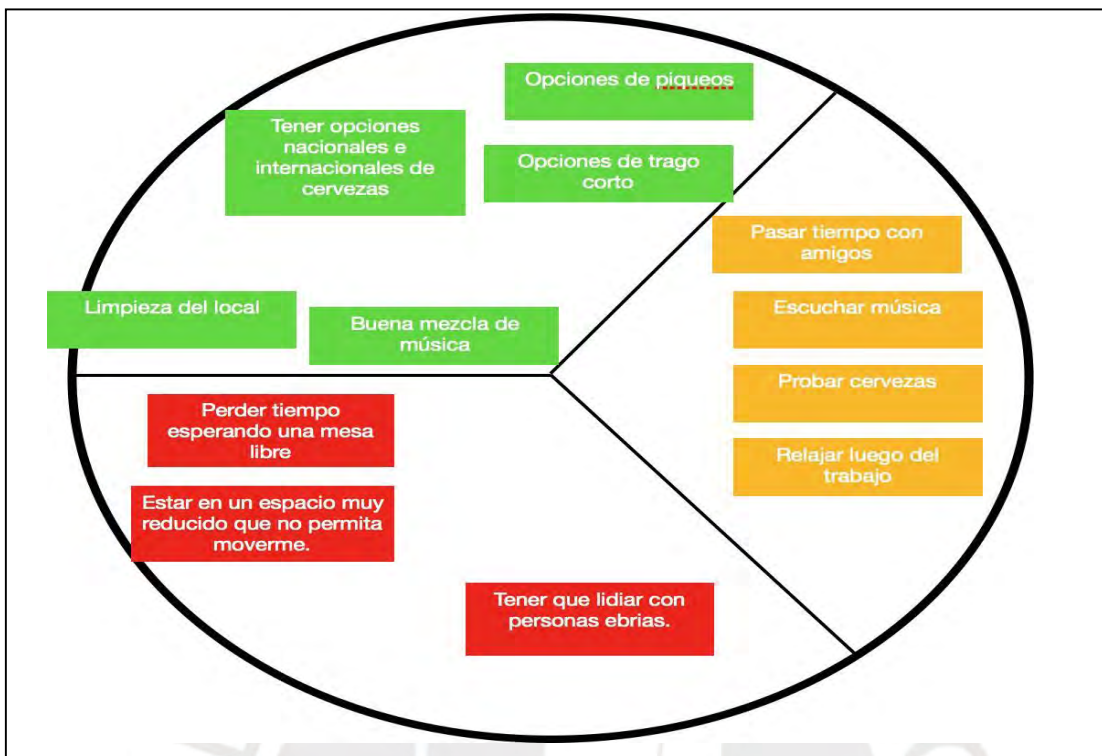 Opciones de piqueos
Tener opciones
nacionales e
internacionales de
cervezas
Opciones de trago
corto
Limpieza del local
Buena mezcla de
música
Pasar tiempo con
amigos
Escuchar música
Probar cervezas
Relajar luego del
trabajo
Perder tiempo
esperando una mesa
libre
Estar en un espacio muy
reducido que no permita
moverme.
Tener que lidiar con
personas ebrias.